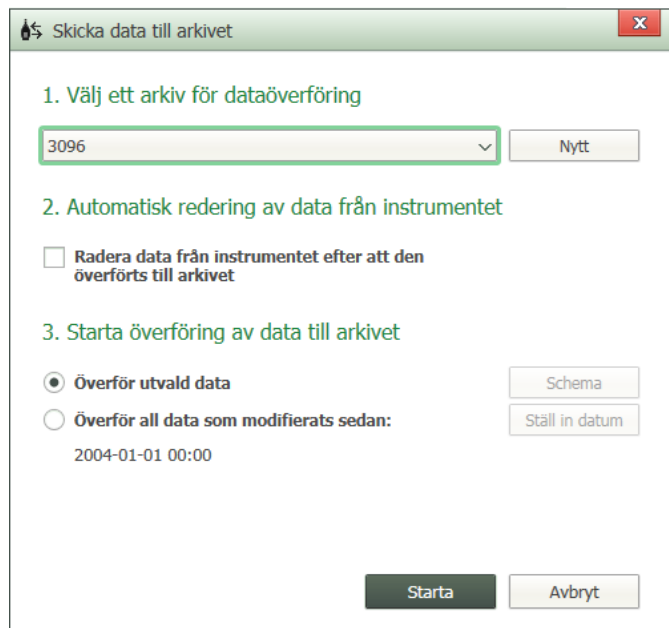 Skicka data till arkivet
1. Välj ett arkiv för dataöverföring
3096
Nytt
2. Automatisk redering av data från instrumentet
Radera data från instrumentet efter att den
överförts till arkivet
3. Starta överföring av data till arkivet
Överför utvald data
Schema
Överför all data som modifierats sedan:
Ställ in datum
2004-01-01 00:00
Starta
Avbryt